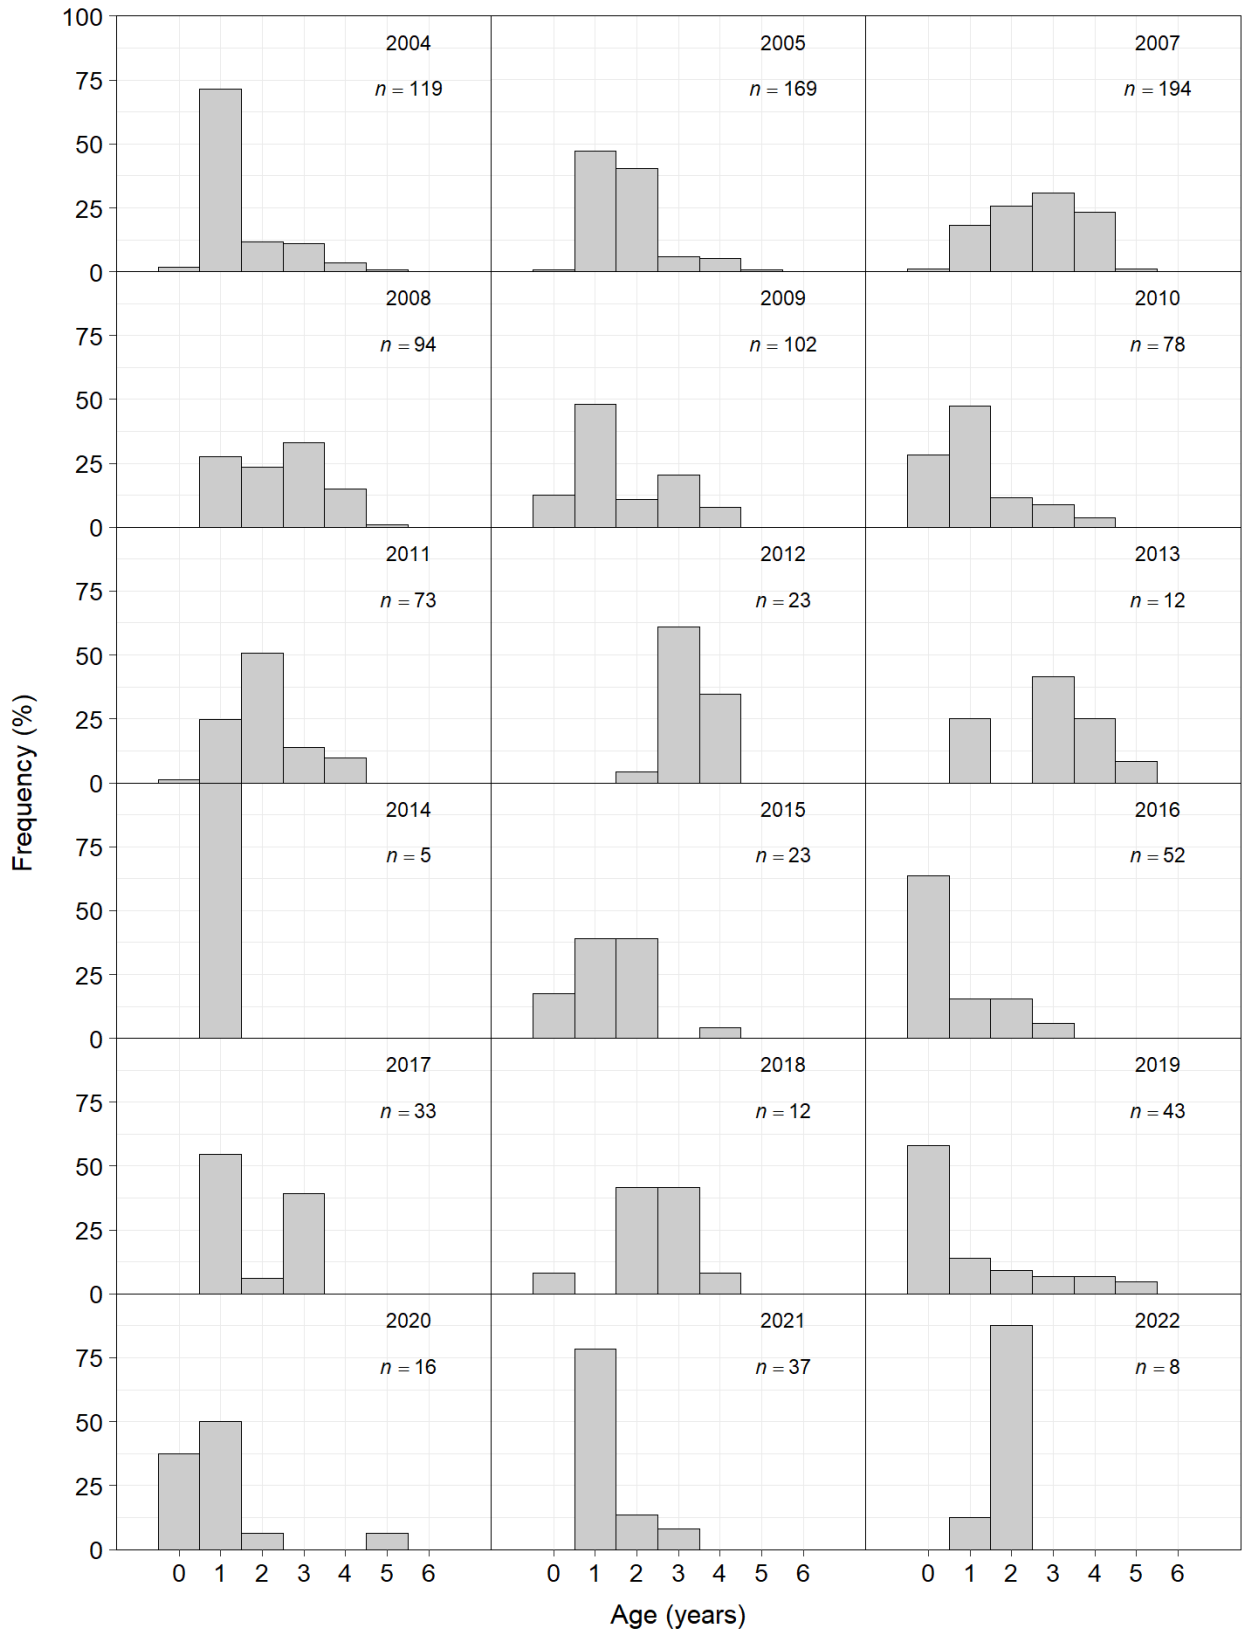 100
75
50
25
0
2004
n = 119
2005
n = 169
2007
n = 194
75
50
25
0
2008
n = 94
2009
n = 102
2010
n = 78
75
50
25
0
2011
n = 73
2012
n = 23
2013
n = 12
75
50
25
0
2014
n = 5
2015
n = 23
2016
n = 52
75
50
25
0
2017
n = 33
2018
n = 12
2019
n = 43
75
50
25
0
2020
n = 16
2021
n = 37
2022
n = 8
0 1 2 3 4 5 6
0 1 2 3 4 5 6
0 1 2 3 4 5 6
Age (years)
Frequency (%)